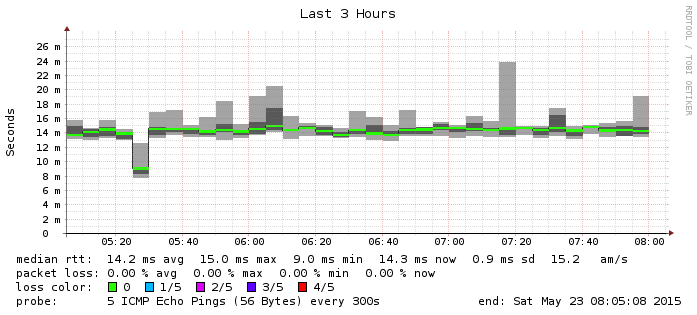 Last 3 Hours
RRDTOOL / TOBI OETIKER
Seconds
26 m
24 m
22 m
20 m
18 m
16 m
14 m
12 m
10 m
8 m
6 m
4 m
2 m
0
05:20 05:40 06:00 06:20 06:40 07:00 07:20 07:40 08:00
median rtt: 14.2 ms avg 15.0 ms max 9.0 ms min 14.3 ms now 0.9 ms sd 15.2 am/s
packet loss: 0.00 % avg 0.00 % max 0.00 % min 0.00 % now
loss color: 0 1/5 2/5 3/5 4/5
probe: 5 ICMP Echo Pings (56 Bytes) every 300s end: Sat May 23 08:05:08 2015